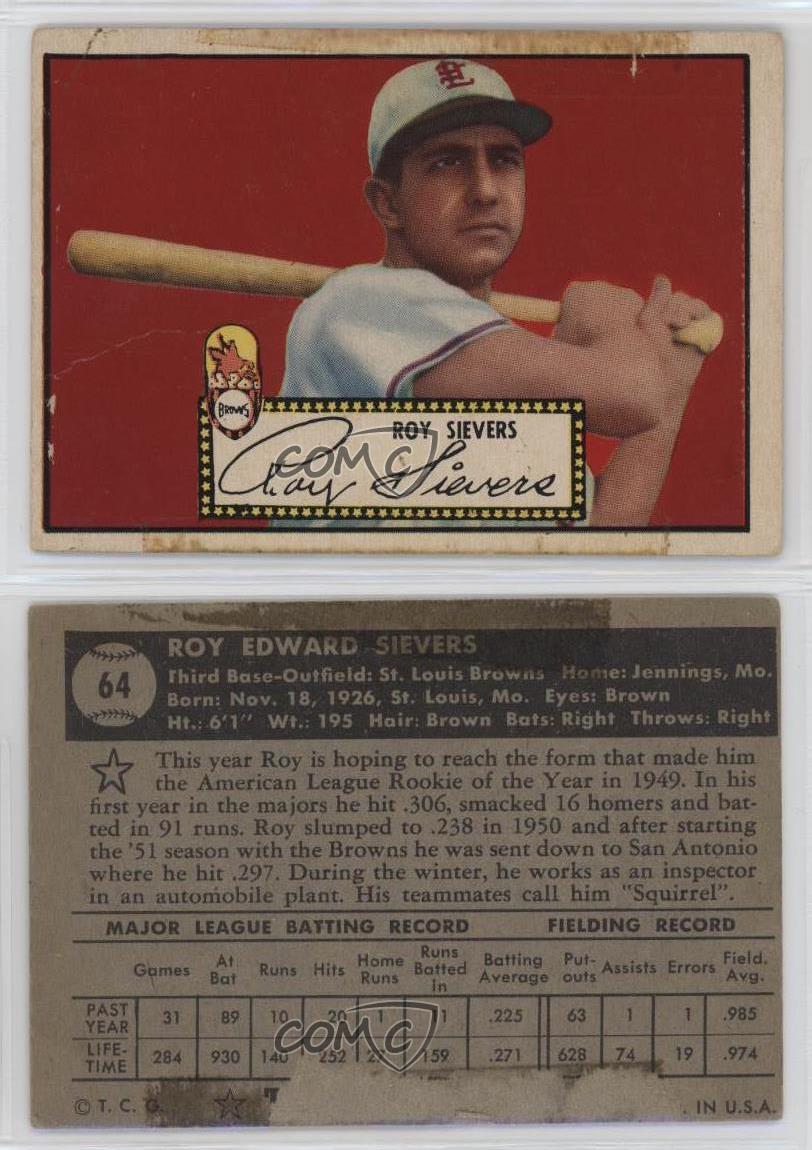 StL
BROWNS
ROY SIEVERS
Roy Sievers
COMC
64
ROY EDWARD SIEVERS
Third Base-Outfield: St. Louis Browns Home: Jennings, Mo.
Born: Nov. 18, 1926, St. Louis, Mo. Eyes: Brown
Ht.: 6'1" Wt.: 195 Hair: Brown Bats: Right Throws: Right
This year Roy is hoping to reach the form that made him
the American League Rookie of the Year in 1949. In his
first year in the majors he hit .306, smacked 16 homers and bat-
ted in 91 runs. Roy slumped to .238 in 1950 and after starting
the '51 season with the Browns he was sent down to San Antonio
where he hit .297. During the winter, he works as an inspector
in an automobile plant. His teammates call him "Squirrel".
MAJOR LEAGUE BATTING RECORD FIELDING RECORD
Games At Bat Runs Hits Home Runs Runs Batted In Batting Average Put-outs Assists Errors Field. Avg.
PAST YEAR 31 89 10 20 1 .225 63 1 1 .985
LIFE-TIME 284 930 140 252 159 .271 628 74 19 .974
COMC
© T. C. G. . IN U.S.A.